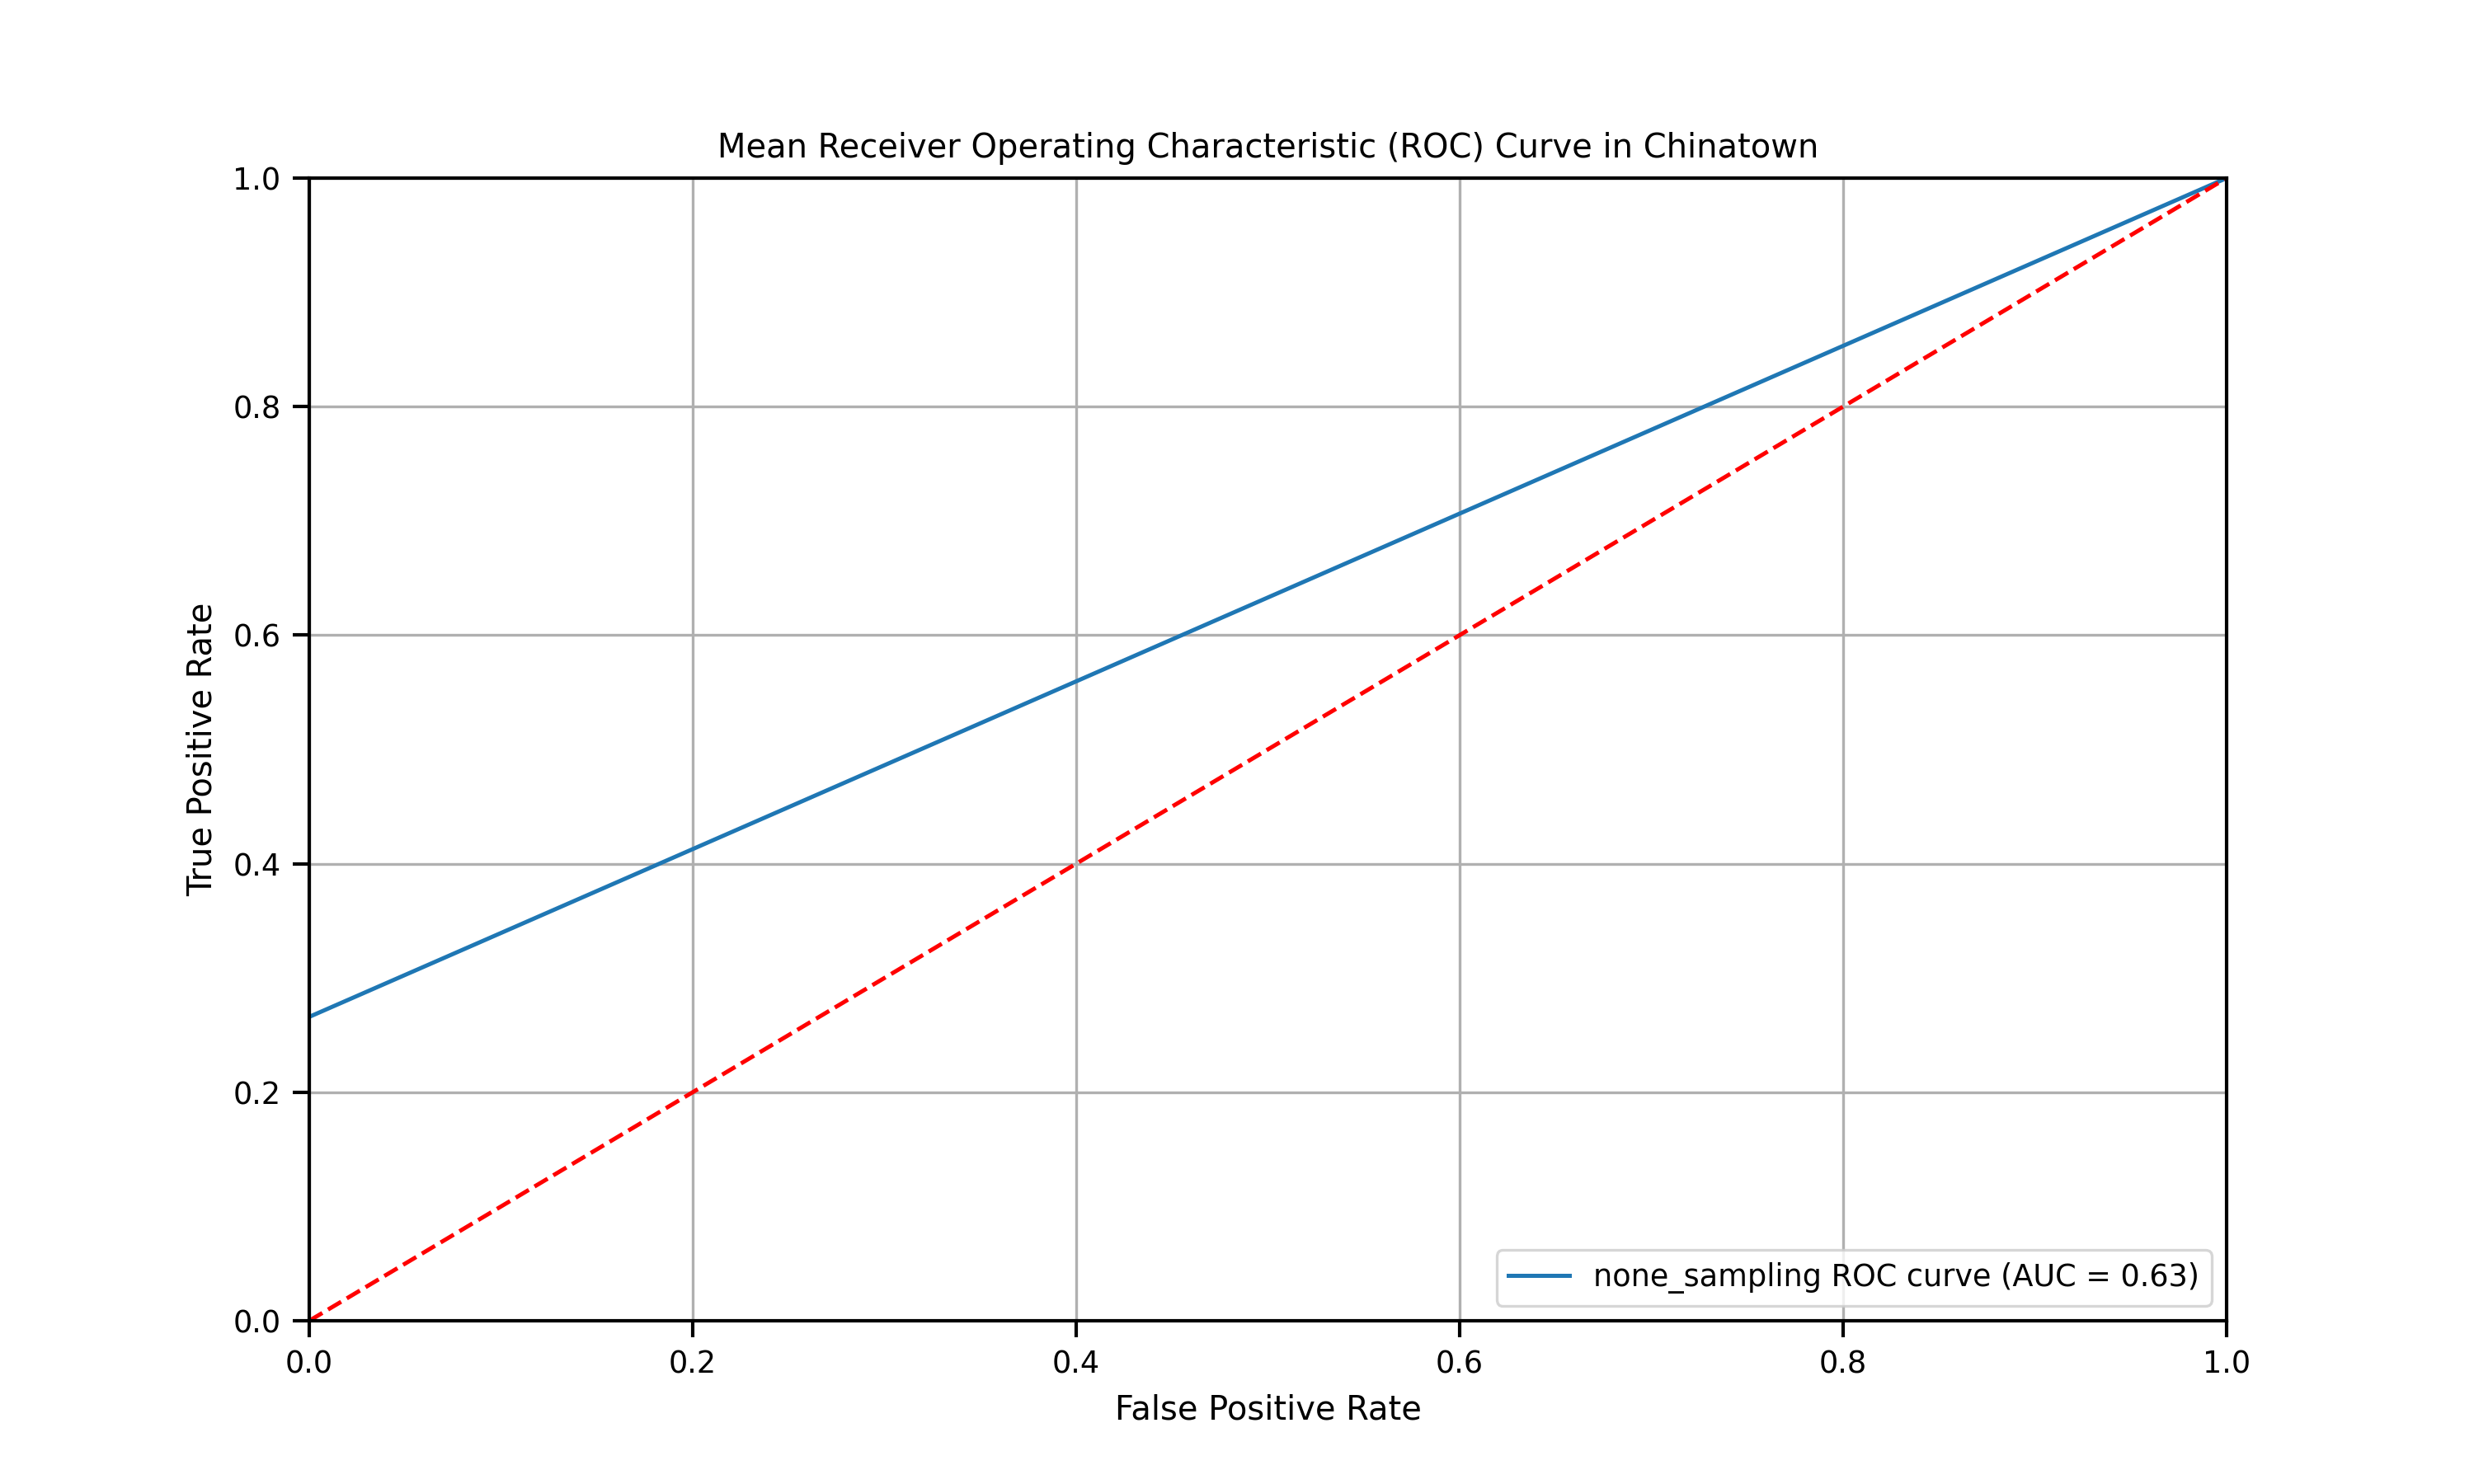 Mean Receiver Operating Characteristic (ROC) Curve in Chinatown
1.0
0.8
0.6
0.4
0.2
0.0
True Positive Rate
none_sampling ROC curve (AUC = 0.63)
0.0 0.2 0.4 0.6 0.8 1.0
False Positive Rate